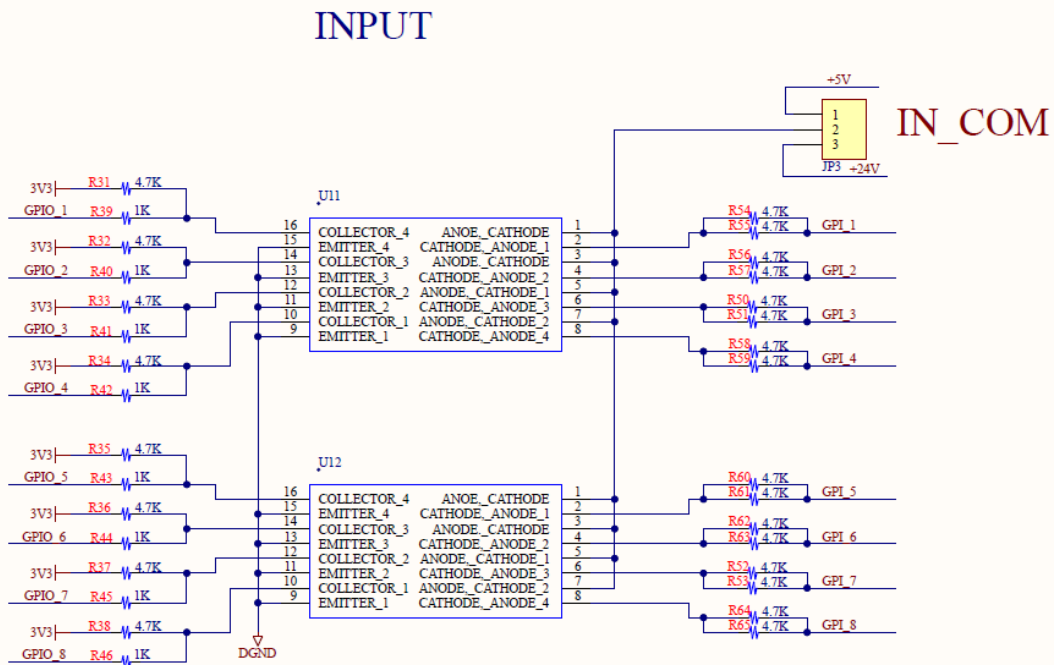 INPUT
+5V
1
2
3
IN_COM
JP3
+24V
3V3 R31 4.7K
GPIO_1 R39 1K
3V3 R32 4.7K
GPIO_2 R40 1K
3V3 R33 4.7K
GPIO_3 R41 1K
3V3 R34 4.7K
GPIO_4 R42 1K
U11
16 COLLECTOR_4 ANOE,_CATHODE 1
15 EMITTER_4 CATHODE,_ANODE_1 2
14 COLLECTOR_3 ANODE,_CATHODE 3
13 EMITTER_3 CATHODE,_ANODE_2 4
12 COLLECTOR_2 ANODE,_CATHODE_1 5
11 EMITTER_2 CATHODE,_ANODE_3 6
10 COLLECTOR_1 ANODE,_CATHODE_2 7
9 EMITTER_1 CATHODE,_ANODE_4 8
R54 4.7K
R55 4.7K GPI_1
R56 4.7K
R57 4.7K GPI_2
R50 4.7K
R51 4.7K GPI_3
R58 4.7K
R59 4.7K GPI_4
3V3 R35 4.7K
GPIO_5 R43 1K
3V3 R36 4.7K
GPIO_6 R44 1K
3V3 R37 4.7K
GPIO_7 R45 1K
3V3 R38 4.7K
GPIO_8 R46 1K
U12
16 COLLECTOR_4 ANOE,_CATHODE 1
15 EMITTER_4 CATHODE,_ANODE_1 2
14 COLLECTOR_3 ANODE,_CATHODE 3
13 EMITTER_3 CATHODE,_ANODE_2 4
12 COLLECTOR_2 ANODE,_CATHODE_1 5
11 EMITTER_2 CATHODE,_ANODE_3 6
10 COLLECTOR_1 ANODE,_CATHODE_2 7
9 EMITTER_1 CATHODE,_ANODE_4 8
DGND
R60 4.7K
R61 4.7K GPI_5
R62 4.7K
R63 4.7K GPI_6
R52 4.7K
R53 4.7K GPI_7
R64 4.7K
R65 4.7K GPI_8